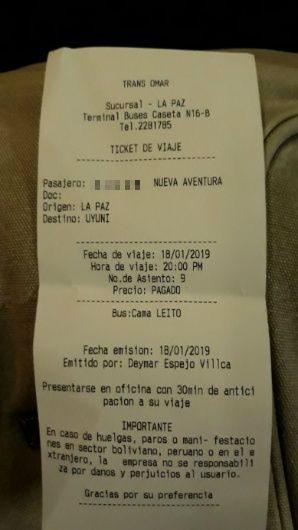 TRANS OMAR
Sucursal - LA PAZ
Terminal Buses Caseta N16-B
Tel.2281785
TICKET DE VIAJE
Pasajero: NUEVA AVENTURA
Doc:
Origen: LA PAZ
Destino: UYUNI
Fecha de viaje: 18/01/2019
Hora de viaje: 20:00 PM
No.de Asiento: 9
Precio: PAGADO
Bus:Cama LEITO
Fecha emision: 18/01/2019
Emitido por: Deymar Espejo Villca
Presentarse en oficina con 30min de antici
pacion a su viaje
IMPORTANTE
En caso de huelgas, paros o mani- festacio
nes en sector boliviano, peruano o en el e
xtranjero, la empresa no se responsabili
za por danos y perjuicios al usuario.
Gracias por su preferencia